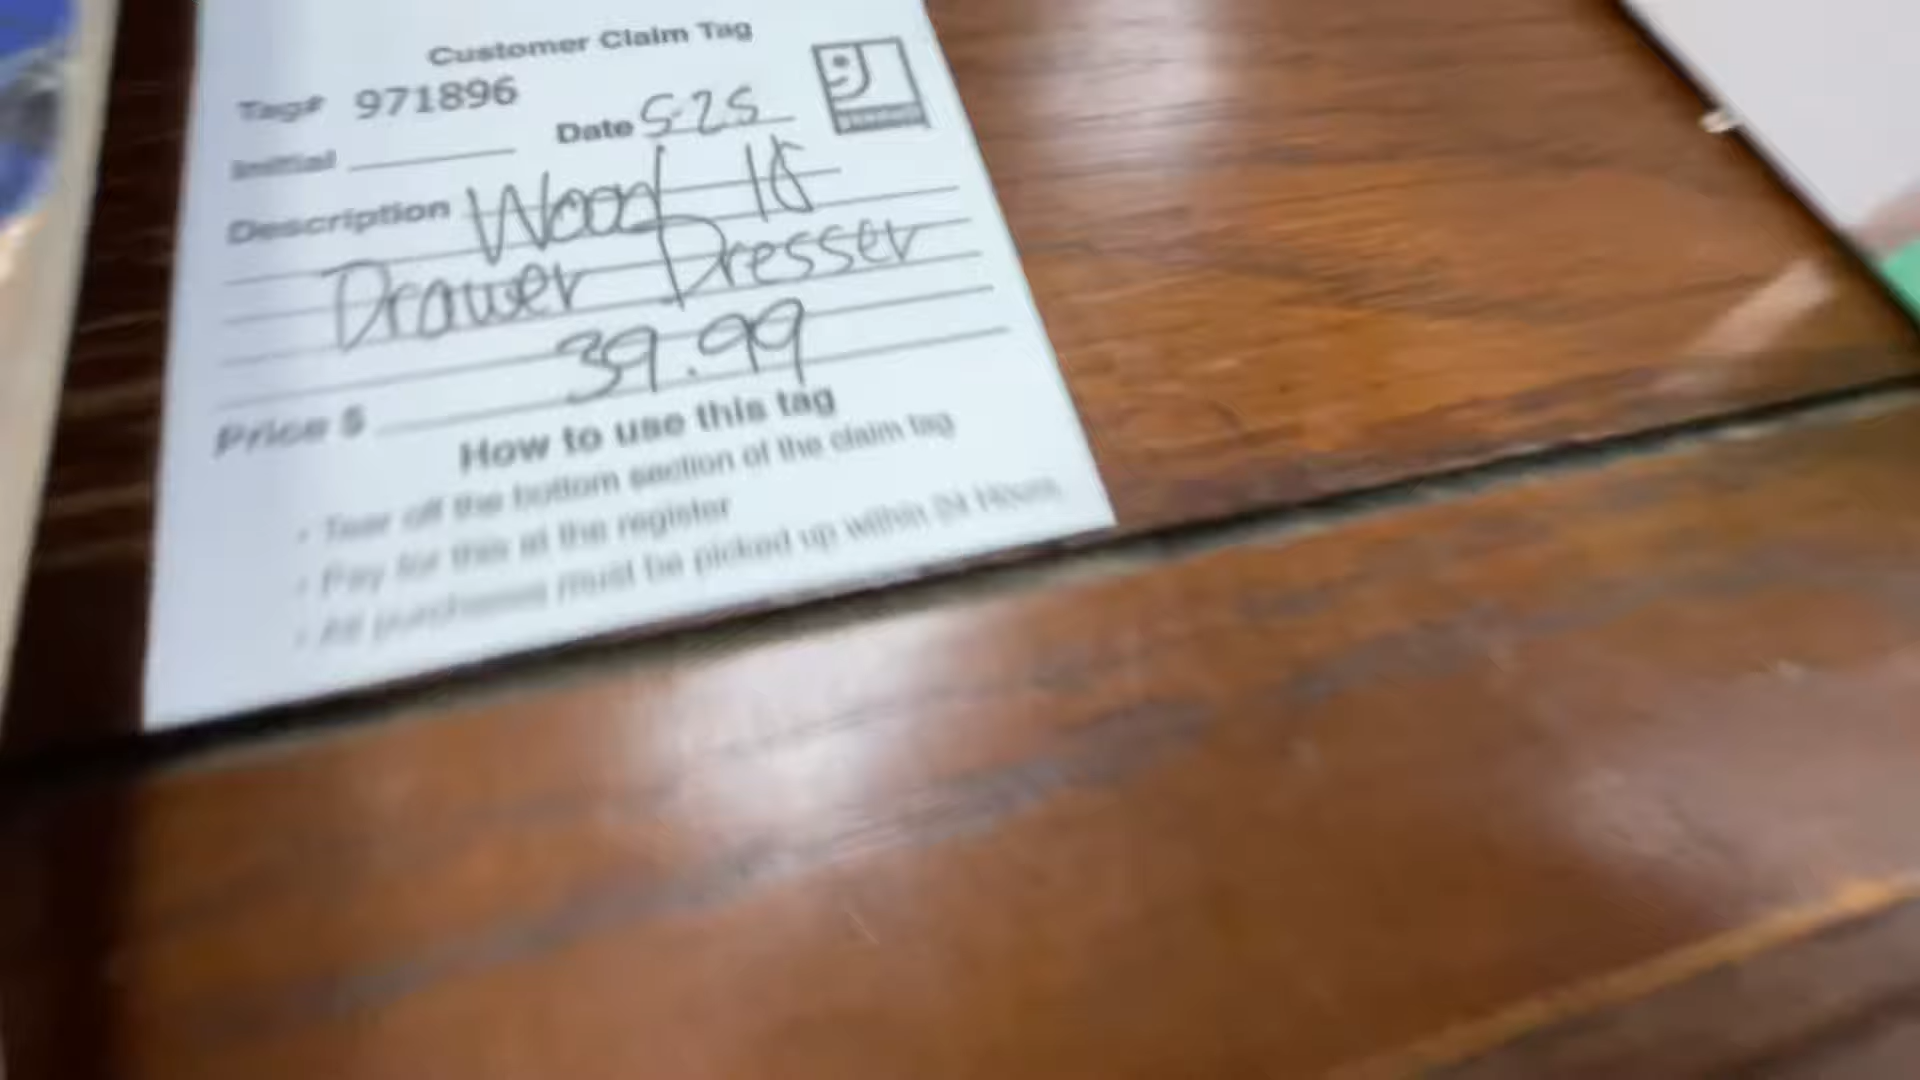 Customer Claim Tag
Tag# 971896
Date 5-25
Initial
Description Wood
Drawer Dresser
39.99
Price $
How to use this tag
• Tear off the bottom section of the claim tag
• Pay for this at the register
• All purchases must be picked up within 24 Hours